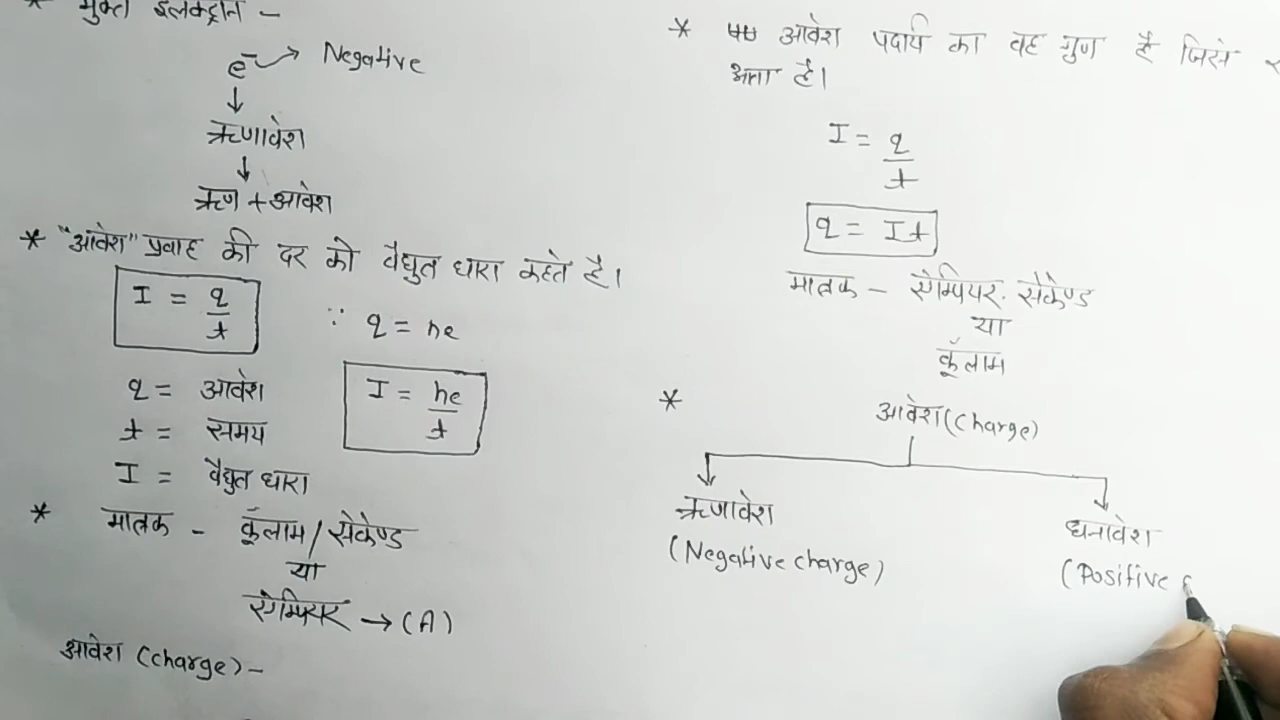 * मुक्त इलेक्ट्रॉन -
e → Negative
↓
ऋणावेश
↓
ऋण + आवेश
* "आवेश" प्रवाह की दर को वैद्युत धारा कहते है।
I = q/t
∵ q = ne
q = आवेश
I = ne/t
t = समय
I = वैद्युत धारा
* मात्रक - कूॅलाम/सैकेण्ड
या
ऐम्पियर → (A)
आवेश (charge) -
* आवेश पदार्थ का वह गुण है जिसे
है।
I = q/t
q = It
मात्रक - ऐम्पियर. सैकेण्ड
या
कूॅलाम
*
आवेश (Charge)
ऋणावेश
(Negative charge)
धनावेश
(Positive